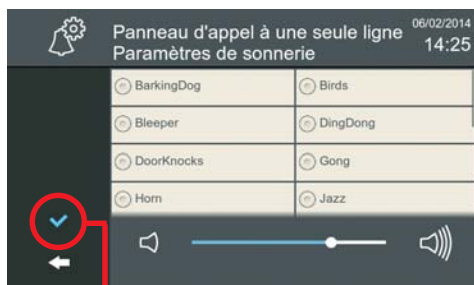 Panneau d'appel à une seule ligne
Paramètres de sonnerie
06/02/2014
14:25
BarkingDog
Birds
Bleeper
DingDong
DoorKnocks
Gong
Horn
Jazz